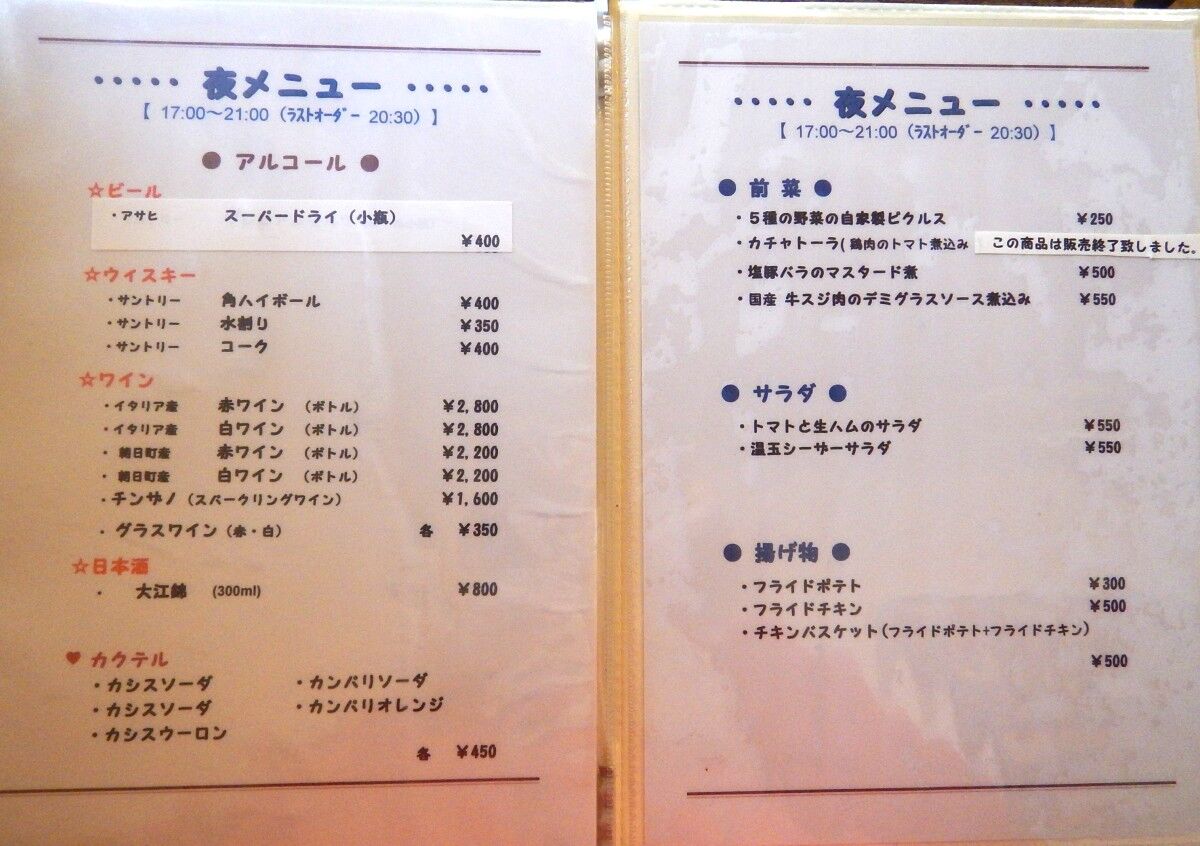 ····· 夜メニュー ·····
【 17:00～21:00（ﾗｽﾄｵｰﾀﾞｰ 20:30）】
● アルコール ●
☆ビール
・アサヒ スーパードライ（小瓶）
￥400
☆ウイスキー
・サントリー 角ハイボール ￥400
・サントリー 水割り ￥350
・サントリー コーク ￥400
☆ワイン
・イタリア産 赤ワイン （ボトル） ￥2,800
・イタリア産 白ワイン （ボトル） ￥2,800
・ 朝日町産 赤ワイン （ボトル） ￥2,200
・ 朝日町産 白ワイン （ボトル） ￥2,200
・チンザノ（スパークリングワイン） ￥1,600
・ グラスワイン（赤・白） 各 ￥350
☆日本酒
・ 大江錦 (300ml) ￥800
♥ カクテル
・カシスソーダ ・カンパリソーダ
・カシスソーダ ・カンパリオレンジ
・カシスウーロン
各 ￥450
····· 夜メニュー ·····
【 17:00～21:00（ﾗｽﾄｵｰﾀﾞｰ 20:30）】
● 前 菜 ●
・５種の野菜の自家製ピクルス ￥250
・カチャトーラ( 鶏肉のトマト煮込み この商品は販売終了致しました。
・塩豚バラのマスタード煮 ￥500
・国産 牛スジ肉のデミグラスソース煮込み ￥550
● サラダ ●
・トマトと生ハムのサラダ ￥550
・温玉シーザーサラダ ￥550
● 揚げ物 ●
・フライドポテト ￥300
・フライドチキン ￥500
・チキンバスケット(フライドポテト+フライドチキン)
￥500